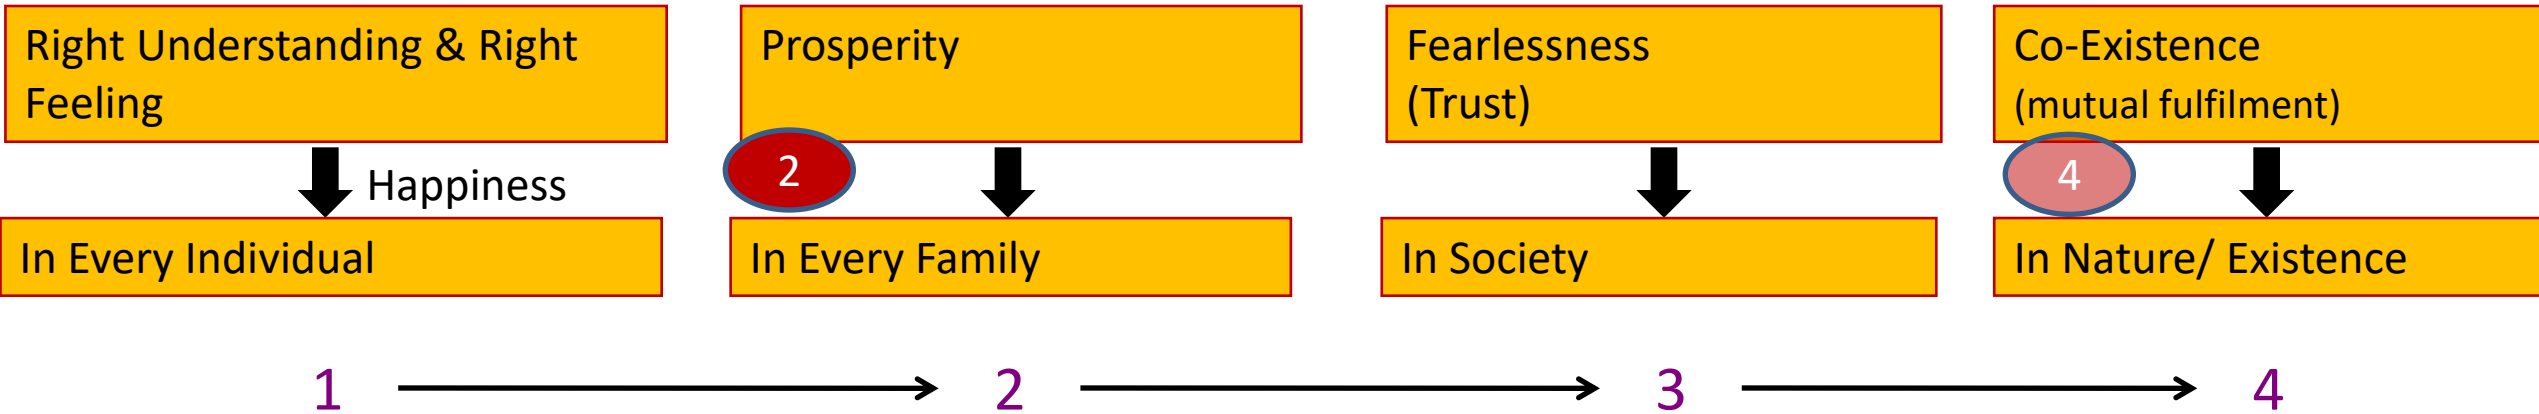 Right Understanding & Right
Feeling
Prosperity
Fearlessness
(Trust)
Co-Existence
(mutual fulfilment)
Happiness
2
4
In Every Individual
In Every Family
In Society
In Nature/ Existence
1
2
3
4